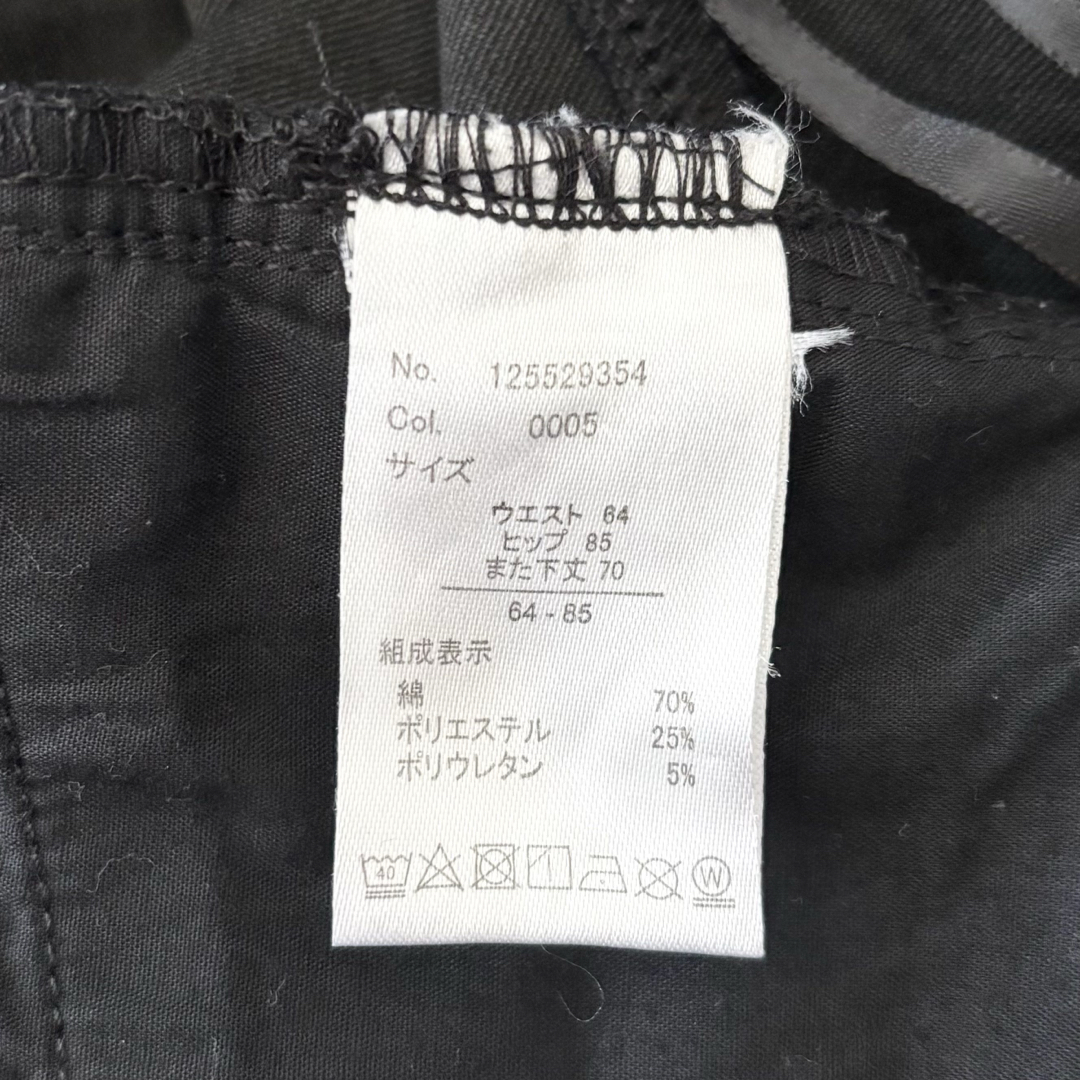 No. 125529354
Col. 0005
サイズ
ウエスト 64
ヒップ 85
また下丈 70
64 - 85
組成表示
綿 70%
ポリエステル 25%
ポリウレタン 5%
40 W